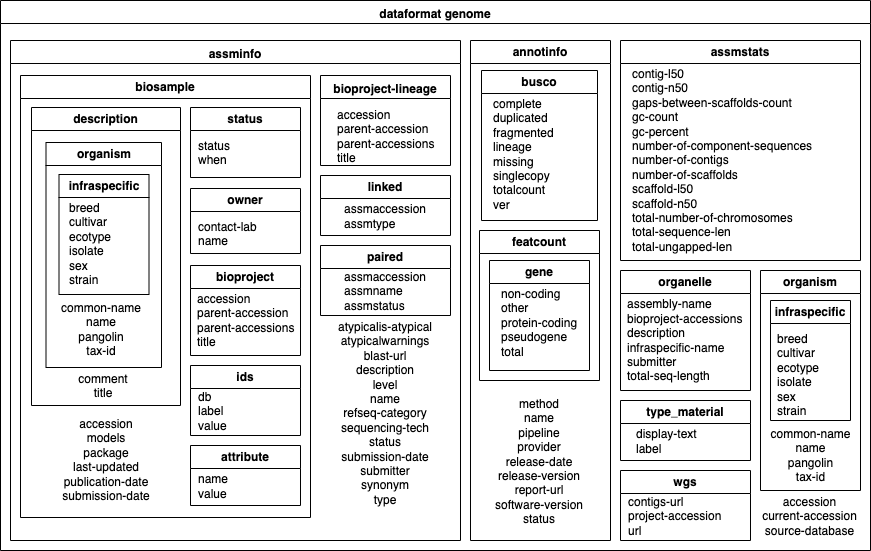 dataformat genome
assminfo
biosample
description
organism
infraspecific
breed
cultivar
ecotype
isolate
sex
strain
common-name
name
pangolin
tax-id
comment
title
accession
models
package
last-updated
publication-date
submission-date
status
status
when
owner
contact-lab
name
bioproject
accession
parent-accession
parent-accessions
title
ids
db
label
value
attribute
name
value
bioproject-lineage
accession
parent-accession
parent-accessions
title
linked
assmaccession
assmtype
paired
assmaccession
assmname
assmstatus
atypicalis-atypical
atypicalwarnings
blast-url
description
level
name
refseq-category
sequencing-tech
status
submission-date
submitter
synonym
type
annotinfo
busco
complete
duplicated
fragmented
lineage
missing
singlecopy
totalcount
ver
featcount
gene
non-coding
other
protein-coding
pseudogene
total
method
name
pipeline
provider
release-date
release-version
report-url
software-version
status
assmstats
contig-l50
contig-n50
gaps-between-scaffolds-count
gc-count
gc-percent
number-of-component-sequences
number-of-contigs
number-of-scaffolds
scaffold-l50
scaffold-n50
total-number-of-chromosomes
total-sequence-len
total-ungapped-len
organelle
assembly-name
bioproject-accessions
description
infraspecific-name
submitter
total-seq-length
type_material
display-text
label
wgs
contigs-url
project-accession
url
organism
infraspecific
breed
cultivar
ecotype
isolate
sex
strain
common-name
name
pangolin
tax-id
accession
current-accession
source-database